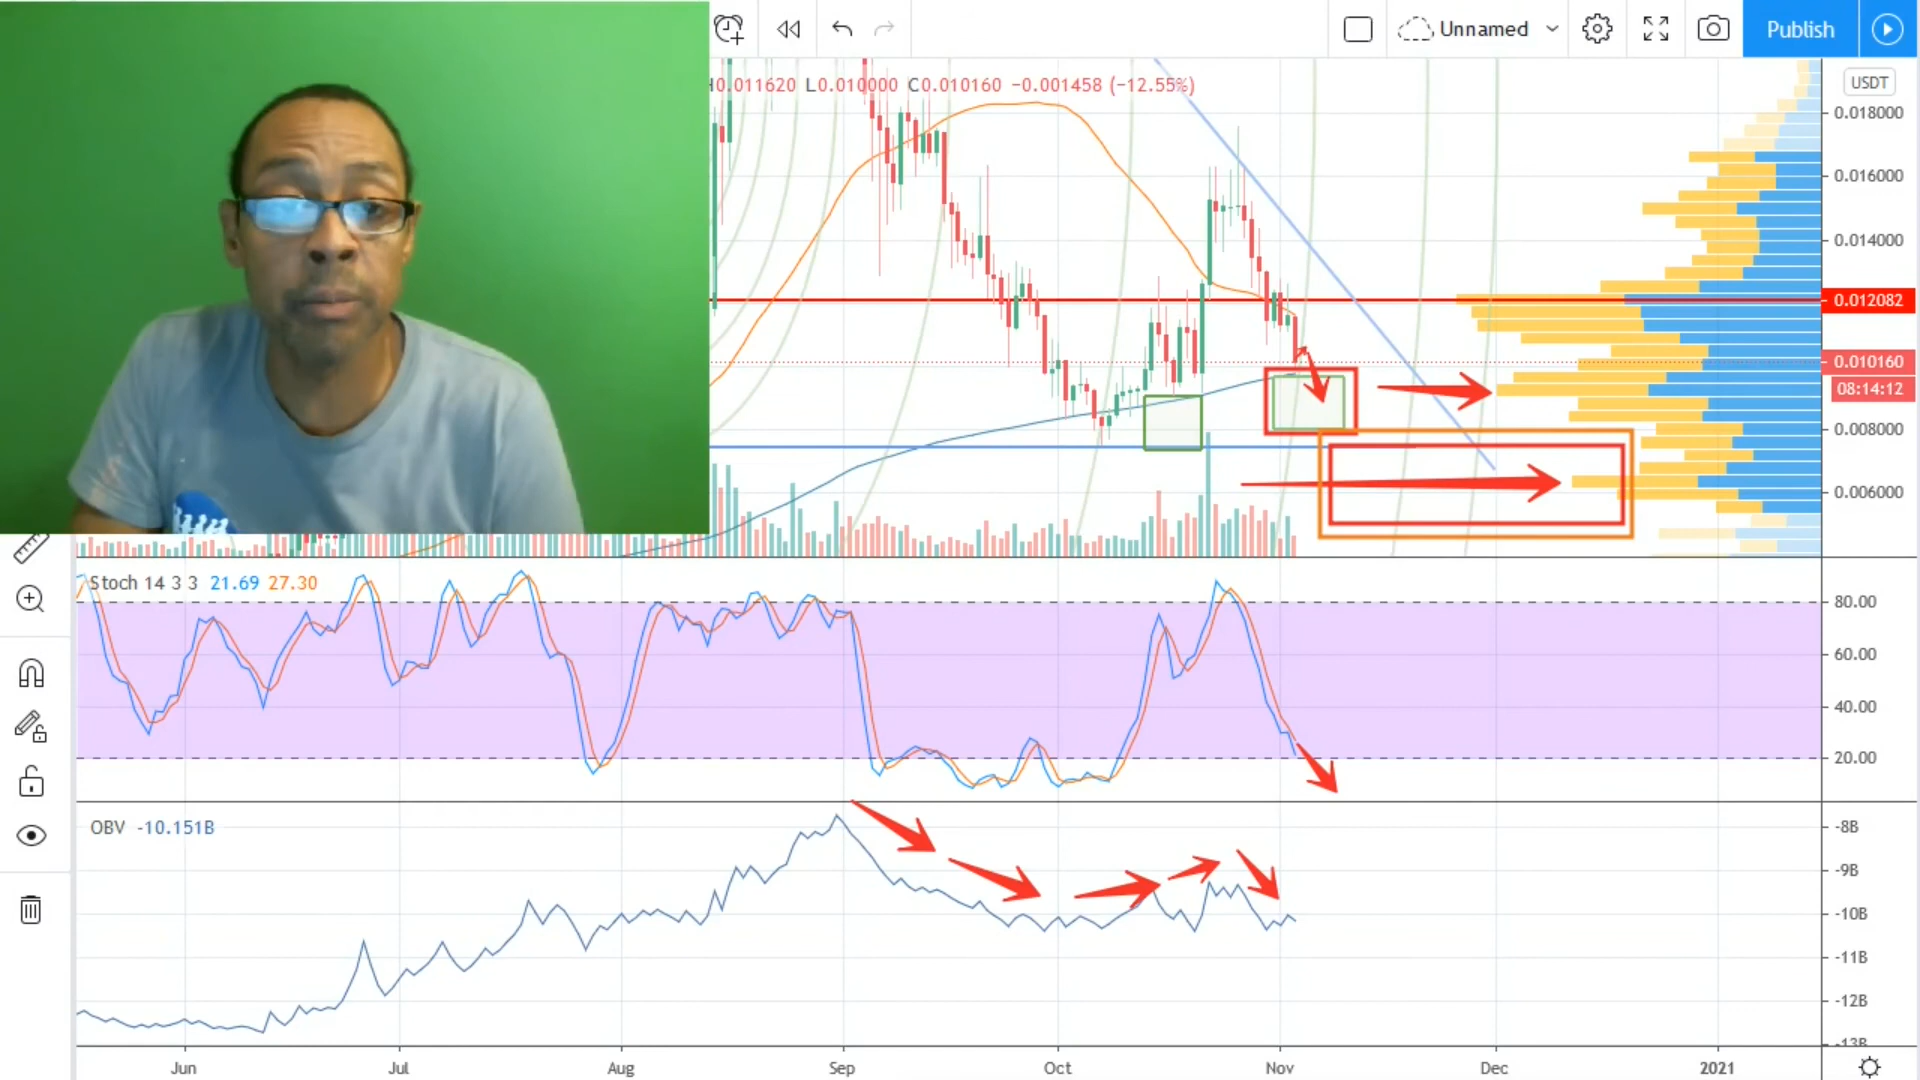 Unnamed
Publish
H0.011620 L0.010000 C0.010160 −0.001458 (−12.55%)
USDT
0.018000
0.016000
0.014000
0.012082
0.010160
08:14:12
0.008000
0.006000
Stoch 14 3 3 21.69 27.30
80.00
60.00
40.00
20.00
OBV -10.151B
-8B
-9B
-10B
-11B
-12B
-13B
Jun Jul Aug Sep Oct Nov Dec 2021